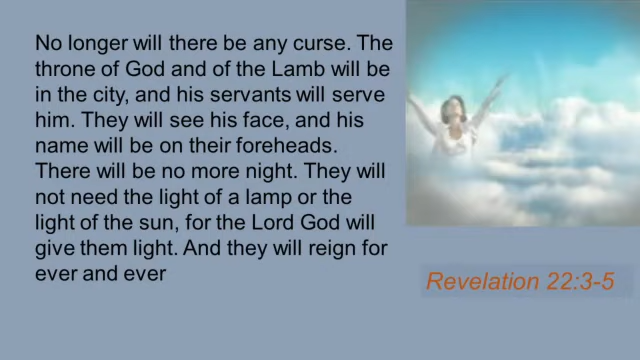 No longer will there be any curse. The
throne of God and of the Lamb will be
in the city, and his servants will serve
him. They will see his face, and his
name will be on their foreheads.
There will be no more night. They will
not need the light of a lamp or the
light of the sun, for the Lord God will
give them light. And they will reign for
ever and ever
Revelation 22:3-5